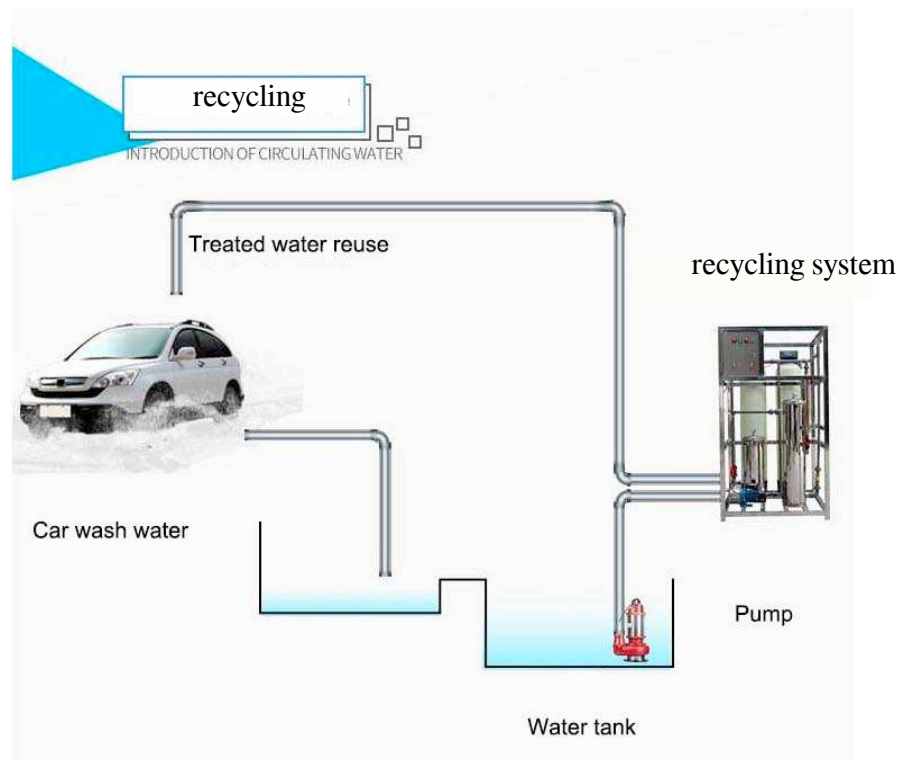 recycling
INTRODUCTION OF CIRCULATING WATER
Treated water reuse
recycling system
Car wash water
Pump
Water tank